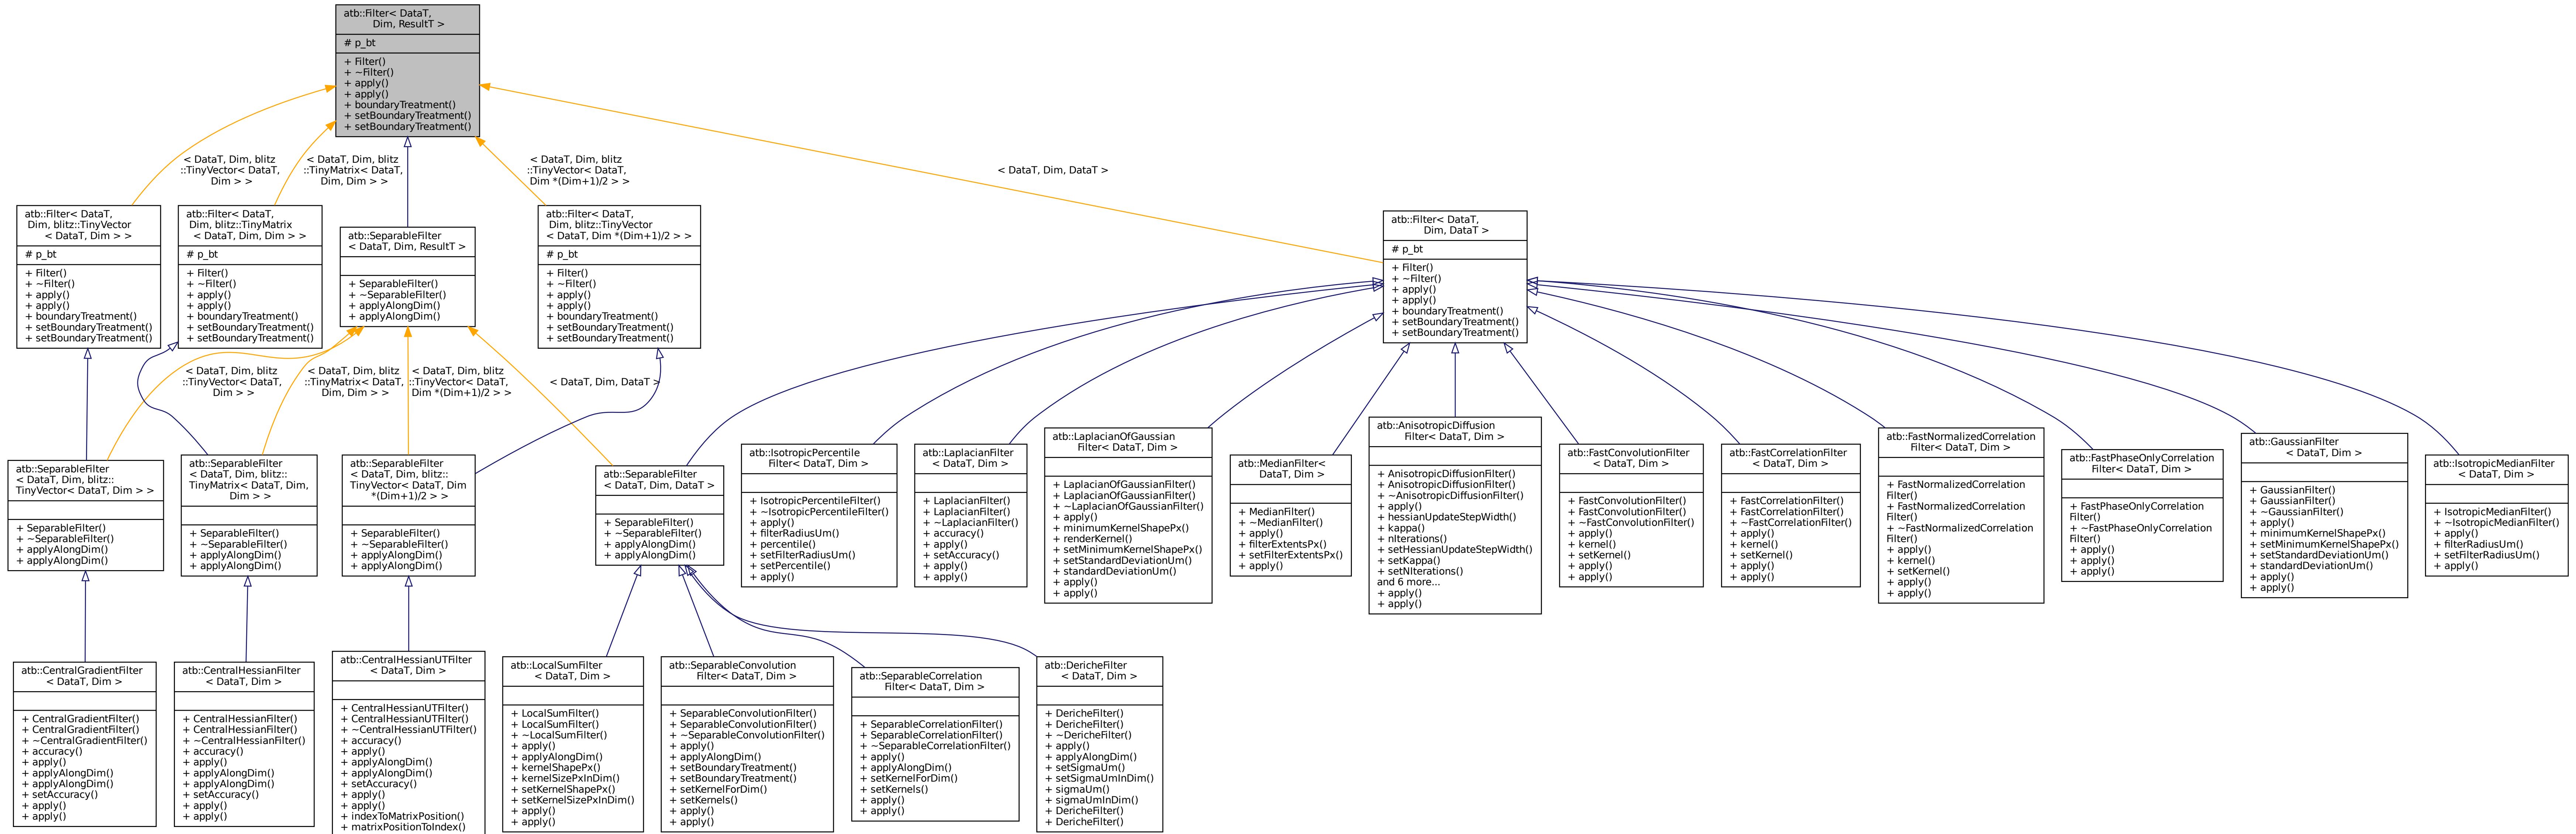 atb::Filter< DataT,
Dim, ResultT >
# p_bt
+ Filter()
+ ~Filter()
+ apply()
+ apply()
+ boundaryTreatment()
+ setBoundaryTreatment()
+ setBoundaryTreatment()
< DataT, Dim, blitz
::TinyVector< DataT,
Dim > >
< DataT, Dim, blitz
::TinyMatrix< DataT,
Dim, Dim > >
< DataT, Dim, blitz
::TinyVector< DataT,
Dim *(Dim+1)/2 > >
< DataT, Dim, DataT >
atb::Filter< DataT,
Dim, blitz::TinyVector
< DataT, Dim > >
# p_bt
+ Filter()
+ ~Filter()
+ apply()
+ apply()
+ boundaryTreatment()
+ setBoundaryTreatment()
+ setBoundaryTreatment()
atb::Filter< DataT,
Dim, blitz::TinyMatrix
< DataT, Dim, Dim > >
# p_bt
+ Filter()
+ ~Filter()
+ apply()
+ apply()
+ boundaryTreatment()
+ setBoundaryTreatment()
+ setBoundaryTreatment()
atb::SeparableFilter
< DataT, Dim, ResultT >
+ SeparableFilter()
+ ~SeparableFilter()
+ applyAlongDim()
+ applyAlongDim()
atb::Filter< DataT,
Dim, blitz::TinyVector
< DataT, Dim *(Dim+1)/2 > >
# p_bt
+ Filter()
+ ~Filter()
+ apply()
+ apply()
+ boundaryTreatment()
+ setBoundaryTreatment()
+ setBoundaryTreatment()
atb::Filter< DataT,
Dim, DataT >
# p_bt
+ Filter()
+ ~Filter()
+ apply()
+ apply()
+ boundaryTreatment()
+ setBoundaryTreatment()
+ setBoundaryTreatment()
< DataT, Dim, blitz
::TinyVector< DataT,
Dim > >
< DataT, Dim, blitz
::TinyMatrix< DataT,
Dim, Dim > >
< DataT, Dim, blitz
::TinyVector< DataT,
Dim *(Dim+1)/2 > >
< DataT, Dim, DataT >
atb::SeparableFilter
< DataT, Dim, blitz::
TinyVector< DataT, Dim > >
+ SeparableFilter()
+ ~SeparableFilter()
+ applyAlongDim()
+ applyAlongDim()
atb::SeparableFilter
< DataT, Dim, blitz::
TinyMatrix< DataT, Dim,
Dim > >
+ SeparableFilter()
+ ~SeparableFilter()
+ applyAlongDim()
+ applyAlongDim()
atb::SeparableFilter
< DataT, Dim, blitz::
TinyVector< DataT, Dim
*(Dim+1)/2 > >
+ SeparableFilter()
+ ~SeparableFilter()
+ applyAlongDim()
+ applyAlongDim()
atb::SeparableFilter
< DataT, Dim, DataT >
+ SeparableFilter()
+ ~SeparableFilter()
+ applyAlongDim()
+ applyAlongDim()
atb::IsotropicPercentile
Filter< DataT, Dim >
+ IsotropicPercentileFilter()
+ ~IsotropicPercentileFilter()
+ apply()
+ filterRadiusUm()
+ percentile()
+ setFilterRadiusUm()
+ setPercentile()
+ apply()
atb::LaplacianFilter
< DataT, Dim >
+ LaplacianFilter()
+ LaplacianFilter()
+ ~LaplacianFilter()
+ accuracy()
+ apply()
+ setAccuracy()
+ apply()
+ apply()
atb::LaplacianOfGaussian
Filter< DataT, Dim >
+ LaplacianOfGaussianFilter()
+ LaplacianOfGaussianFilter()
+ ~LaplacianOfGaussianFilter()
+ apply()
+ minimumKernelShapePx()
+ renderKernel()
+ setMinimumKernelShapePx()
+ setStandardDeviationUm()
+ standardDeviationUm()
+ apply()
+ apply()
atb::MedianFilter<
DataT, Dim >
+ MedianFilter()
+ ~MedianFilter()
+ apply()
+ filterExtentsPx()
+ setFilterExtentsPx()
+ apply()
atb::AnisotropicDiffusion
Filter< DataT, Dim >
+ AnisotropicDiffusionFilter()
+ AnisotropicDiffusionFilter()
+ ~AnisotropicDiffusionFilter()
+ apply()
+ hessianUpdateStepWidth()
+ kappa()
+ nIterations()
+ setHessianUpdateStepWidth()
+ setKappa()
+ setNIterations()
and 6 more...
+ apply()
+ apply()
atb::FastConvolutionFilter
< DataT, Dim >
+ FastConvolutionFilter()
+ FastConvolutionFilter()
+ ~FastConvolutionFilter()
+ apply()
+ kernel()
+ setKernel()
+ apply()
+ apply()
atb::FastCorrelationFilter
< DataT, Dim >
+ FastCorrelationFilter()
+ FastCorrelationFilter()
+ ~FastCorrelationFilter()
+ apply()
+ kernel()
+ setKernel()
+ apply()
+ apply()
atb::FastNormalizedCorrelation
Filter< DataT, Dim >
+ FastNormalizedCorrelation
Filter()
+ FastNormalizedCorrelation
Filter()
+ ~FastNormalizedCorrelation
Filter()
+ apply()
+ kernel()
+ setKernel()
+ apply()
+ apply()
atb::FastPhaseOnlyCorrelation
Filter< DataT, Dim >
+ FastPhaseOnlyCorrelation
Filter()
+ ~FastPhaseOnlyCorrelation
Filter()
+ apply()
+ apply()
+ apply()
atb::GaussianFilter
< DataT, Dim >
+ GaussianFilter()
+ GaussianFilter()
+ ~GaussianFilter()
+ apply()
+ minimumKernelShapePx()
+ setMinimumKernelShapePx()
+ setStandardDeviationUm()
+ standardDeviationUm()
+ apply()
+ apply()
atb::IsotropicMedianFilter
< DataT, Dim >
+ IsotropicMedianFilter()
+ ~IsotropicMedianFilter()
+ apply()
+ filterRadiusUm()
+ setFilterRadiusUm()
+ apply()
atb::CentralGradientFilter
< DataT, Dim >
+ CentralGradientFilter()
+ CentralGradientFilter()
+ ~CentralGradientFilter()
+ accuracy()
+ apply()
+ applyAlongDim()
+ applyAlongDim()
+ setAccuracy()
+ apply()
+ apply()
atb::CentralHessianFilter
< DataT, Dim >
+ CentralHessianFilter()
+ CentralHessianFilter()
+ ~CentralHessianFilter()
+ accuracy()
+ apply()
+ applyAlongDim()
+ applyAlongDim()
+ setAccuracy()
+ apply()
+ apply()
atb::CentralHessianUTFilter
< DataT, Dim >
+ CentralHessianUTFilter()
+ CentralHessianUTFilter()
+ ~CentralHessianUTFilter()
+ accuracy()
+ apply()
+ applyAlongDim()
+ applyAlongDim()
+ setAccuracy()
+ apply()
+ apply()
+ indexToMatrixPosition()
+ matrixPositionToIndex()
atb::LocalSumFilter
< DataT, Dim >
+ LocalSumFilter()
+ LocalSumFilter()
+ ~LocalSumFilter()
+ apply()
+ applyAlongDim()
+ kernelShapePx()
+ kernelSizePxInDim()
+ setKernelShapePx()
+ setKernelSizePxInDim()
+ apply()
+ apply()
atb::SeparableConvolution
Filter< DataT, Dim >
+ SeparableConvolutionFilter()
+ SeparableConvolutionFilter()
+ ~SeparableConvolutionFilter()
+ apply()
+ applyAlongDim()
+ setBoundaryTreatment()
+ setBoundaryTreatment()
+ setKernelForDim()
+ setKernels()
+ apply()
+ apply()
atb::SeparableCorrelation
Filter< DataT, Dim >
+ SeparableCorrelationFilter()
+ SeparableCorrelationFilter()
+ ~SeparableCorrelationFilter()
+ apply()
+ applyAlongDim()
+ setKernelForDim()
+ setKernels()
+ apply()
+ apply()
atb::DericheFilter
< DataT, Dim >
+ DericheFilter()
+ DericheFilter()
+ ~DericheFilter()
+ apply()
+ applyAlongDim()
+ setSigmaUm()
+ setSigmaUmInDim()
+ sigmaUm()
+ sigmaUmInDim()
+ DericheFilter()
+ DericheFilter()